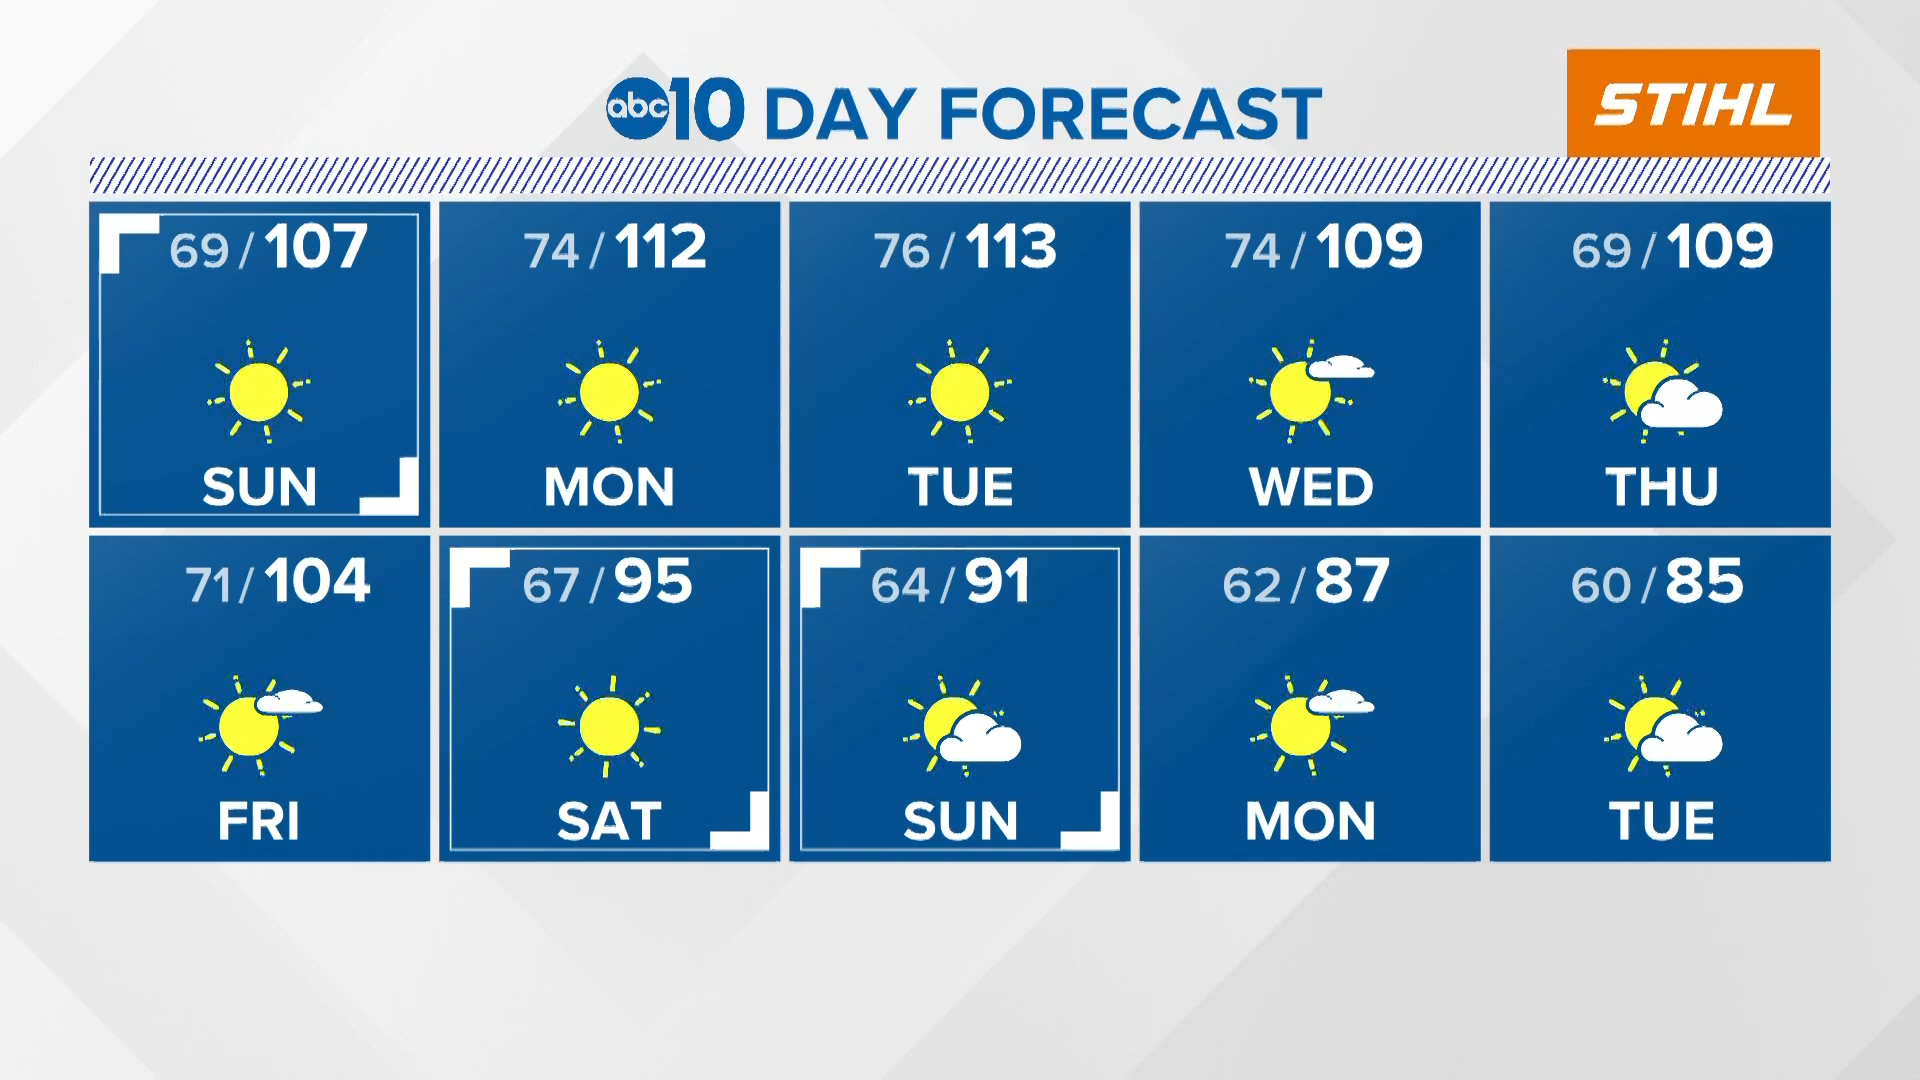 abc10 DAY FORECAST
STIHL
69/107 74/112 76/113 74/109 69/109
SUN MON TUE WED THU
71/104 67/95 64/91 62/87 60/85
FRI SAT SUN MON TUE